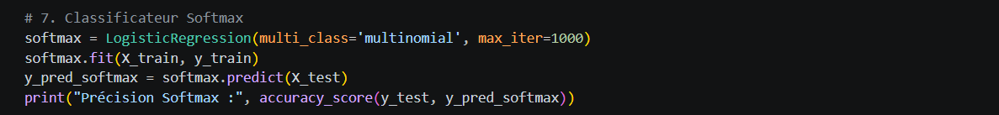 # 7. Classificateur Softmax
softmax = LogisticRegression(multi_class='multinomial', max_iter=1000)
softmax.fit(X_train, y_train)
y_pred_softmax = softmax.predict(X_test)
print("Précision Softmax :", accuracy_score(y_test, y_pred_softmax))